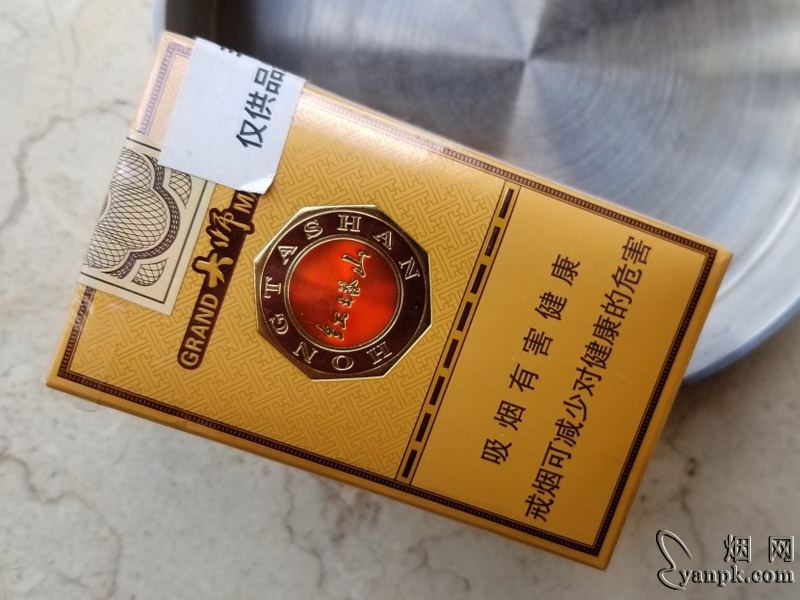 仅供品
GRAND 大师 MA
HONGTASHAN
红塔山
吸烟有害健康
戒烟可减少对健康的危害
烟网
yanpk.com